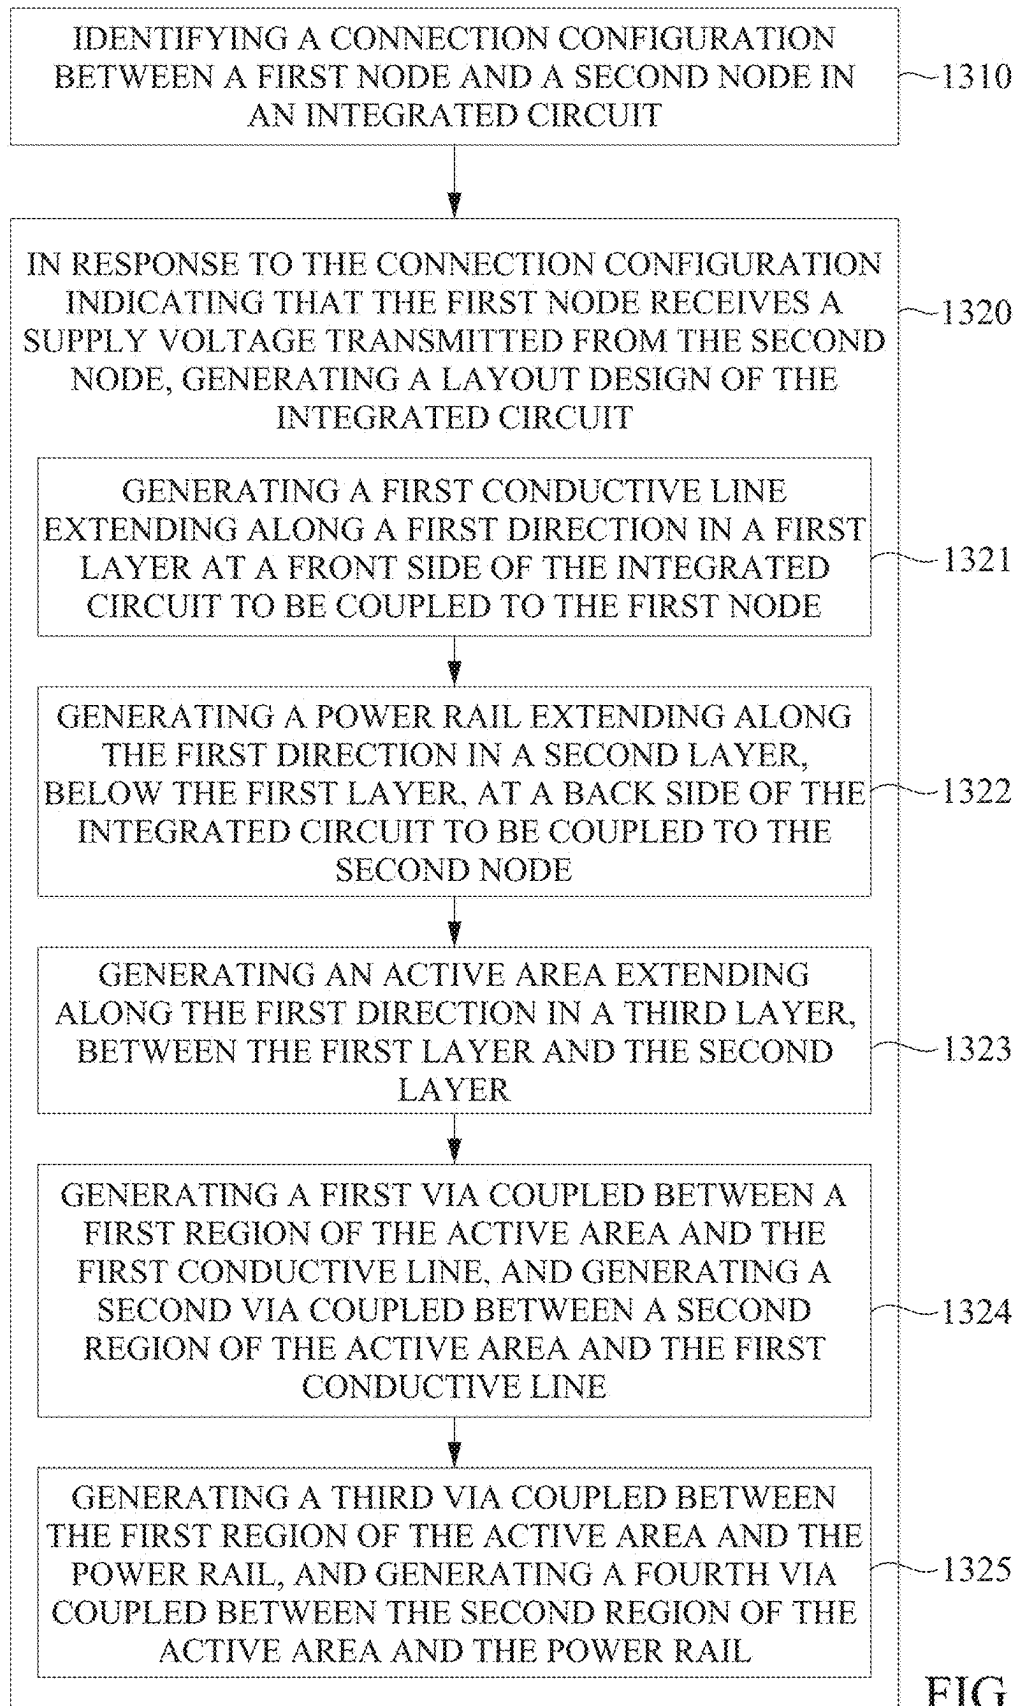 IDENTIFYING A CONNECTION CONFIGURATION
BETWEEN A FIRST NODE AND A SECOND NODE IN
AN INTEGRATED CIRCUIT
1310
IN RESPONSE TO THE CONNECTION CONFIGURATION
INDICATING THAT THE FIRST NODE RECEIVES A
SUPPLY VOLTAGE TRANSMITTED FROM THE SECOND
NODE, GENERATING A LAYOUT DESIGN OF THE
INTEGRATED CIRCUIT
1320
GENERATING A FIRST CONDUCTIVE LINE
EXTENDING ALONG A FIRST DIRECTION IN A FIRST
LAYER AT A FRONT SIDE OF THE INTEGRATED
CIRCUIT TO BE COUPLED TO THE FIRST NODE
1321
GENERATING A POWER RAIL EXTENDING ALONG
THE FIRST DIRECTION IN A SECOND LAYER,
BELOW THE FIRST LAYER, AT A BACK SIDE OF THE
INTEGRATED CIRCUIT TO BE COUPLED TO THE
SECOND NODE
1322
GENERATING AN ACTIVE AREA EXTENDING
ALONG THE FIRST DIRECTION IN A THIRD LAYER,
BETWEEN THE FIRST LAYER AND THE SECOND
LAYER
1323
GENERATING A FIRST VIA COUPLED BETWEEN A
FIRST REGION OF THE ACTIVE AREA AND THE
FIRST CONDUCTIVE LINE, AND GENERATING A
SECOND VIA COUPLED BETWEEN A SECOND
REGION OF THE ACTIVE AREA AND THE FIRST
CONDUCTIVE LINE
1324
GENERATING A THIRD VIA COUPLED BETWEEN
THE FIRST REGION OF THE ACTIVE AREA AND THE
POWER RAIL, AND GENERATING A FOURTH VIA
COUPLED BETWEEN THE SECOND REGION OF THE
ACTIVE AREA AND THE POWER RAIL
1325
FIG